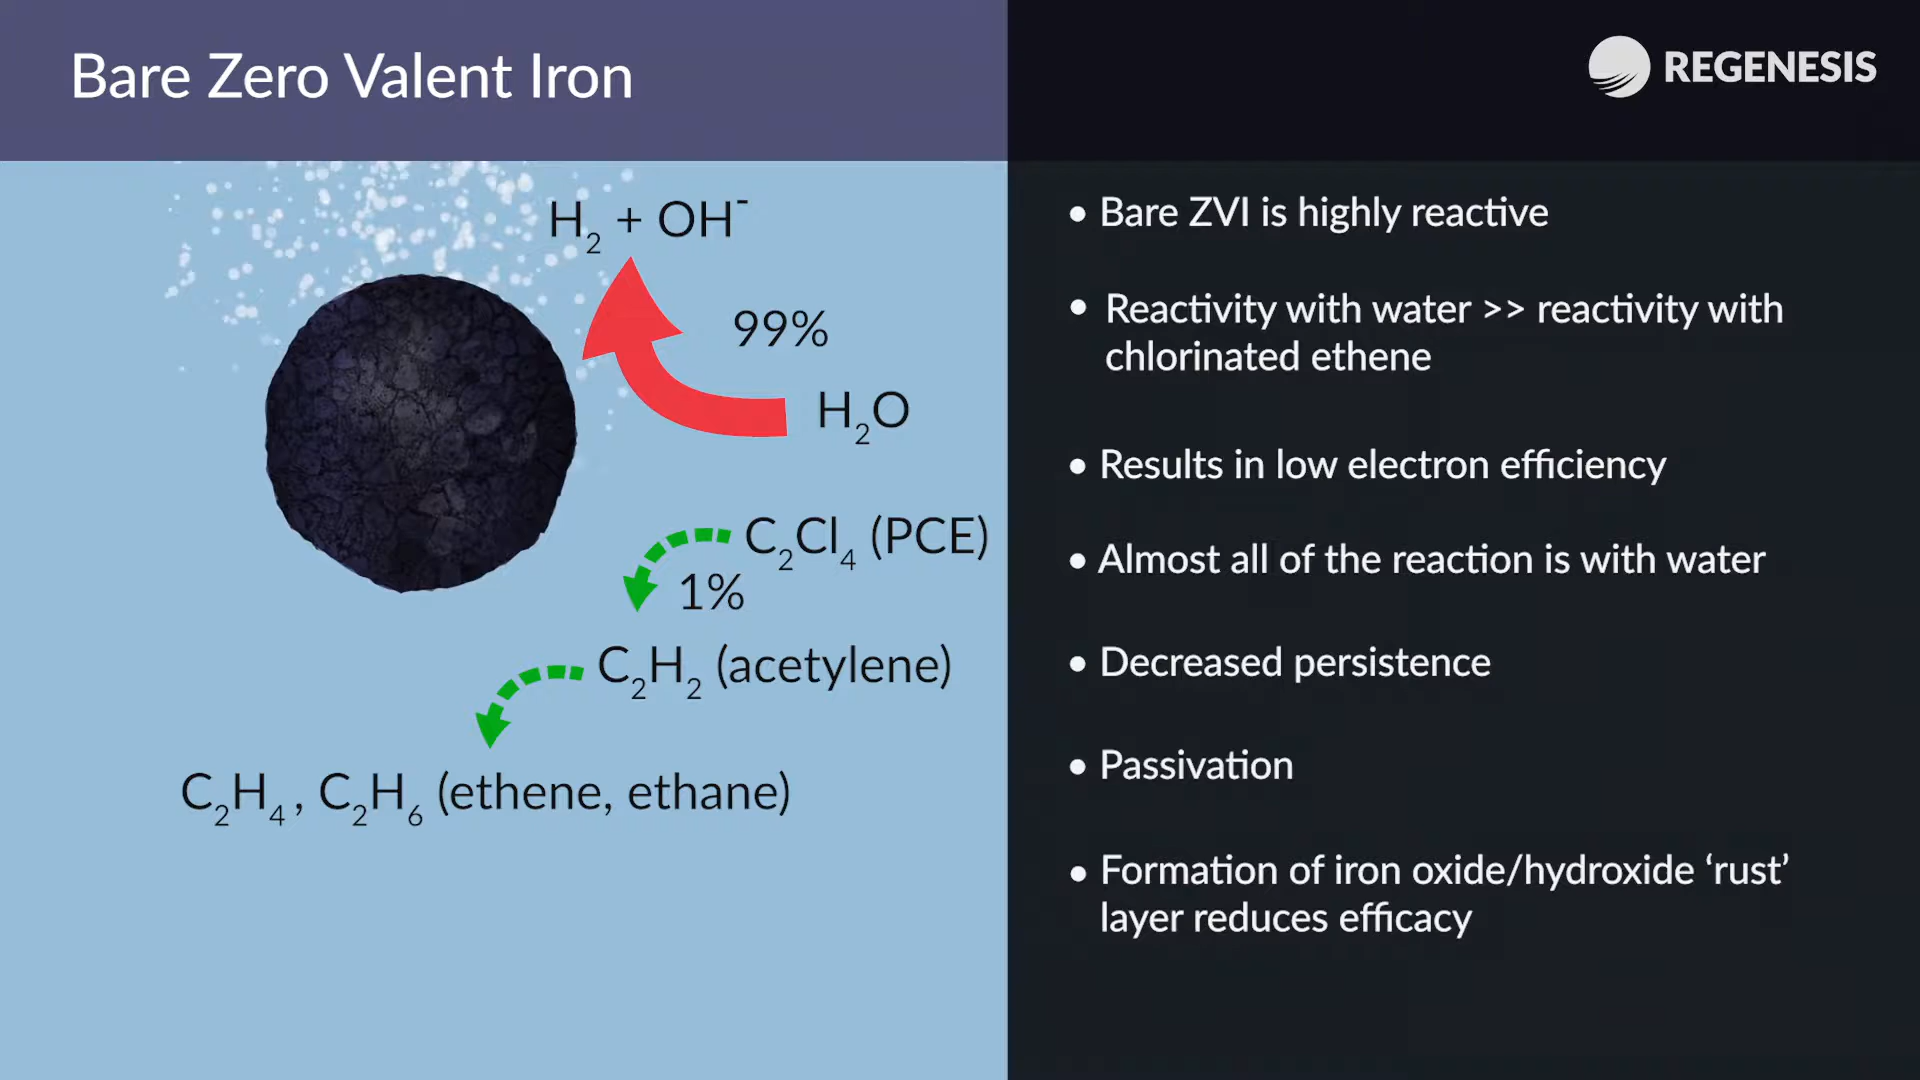 Bare Zero Valent Iron
REGENESIS
H₂ + OH⁻
99%
H₂O
C₂Cl₄ (PCE)
1%
C₂H₂ (acetylene)
C₂H₄, C₂H₆ (ethene, ethane)
• Bare ZVI is highly reactive
• Reactivity with water >> reactivity with
chlorinated ethene
• Results in low electron efficiency
• Almost all of the reaction is with water
• Decreased persistence
• Passivation
• Formation of iron oxide/hydroxide ‘rust’
layer reduces efficacy